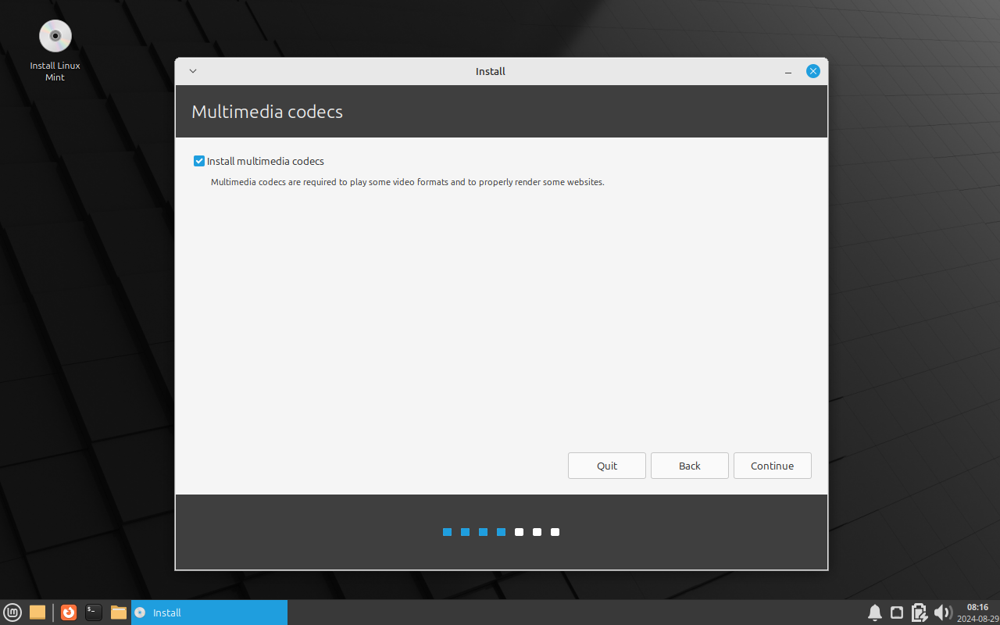 Install Linux
Mint
Install
Multimedia codecs
Install multimedia codecs
Multimedia codecs are required to play some video formats and to properly render some websites.
Quit
Back
Continue
$_
Install
08:16
2024-08-29